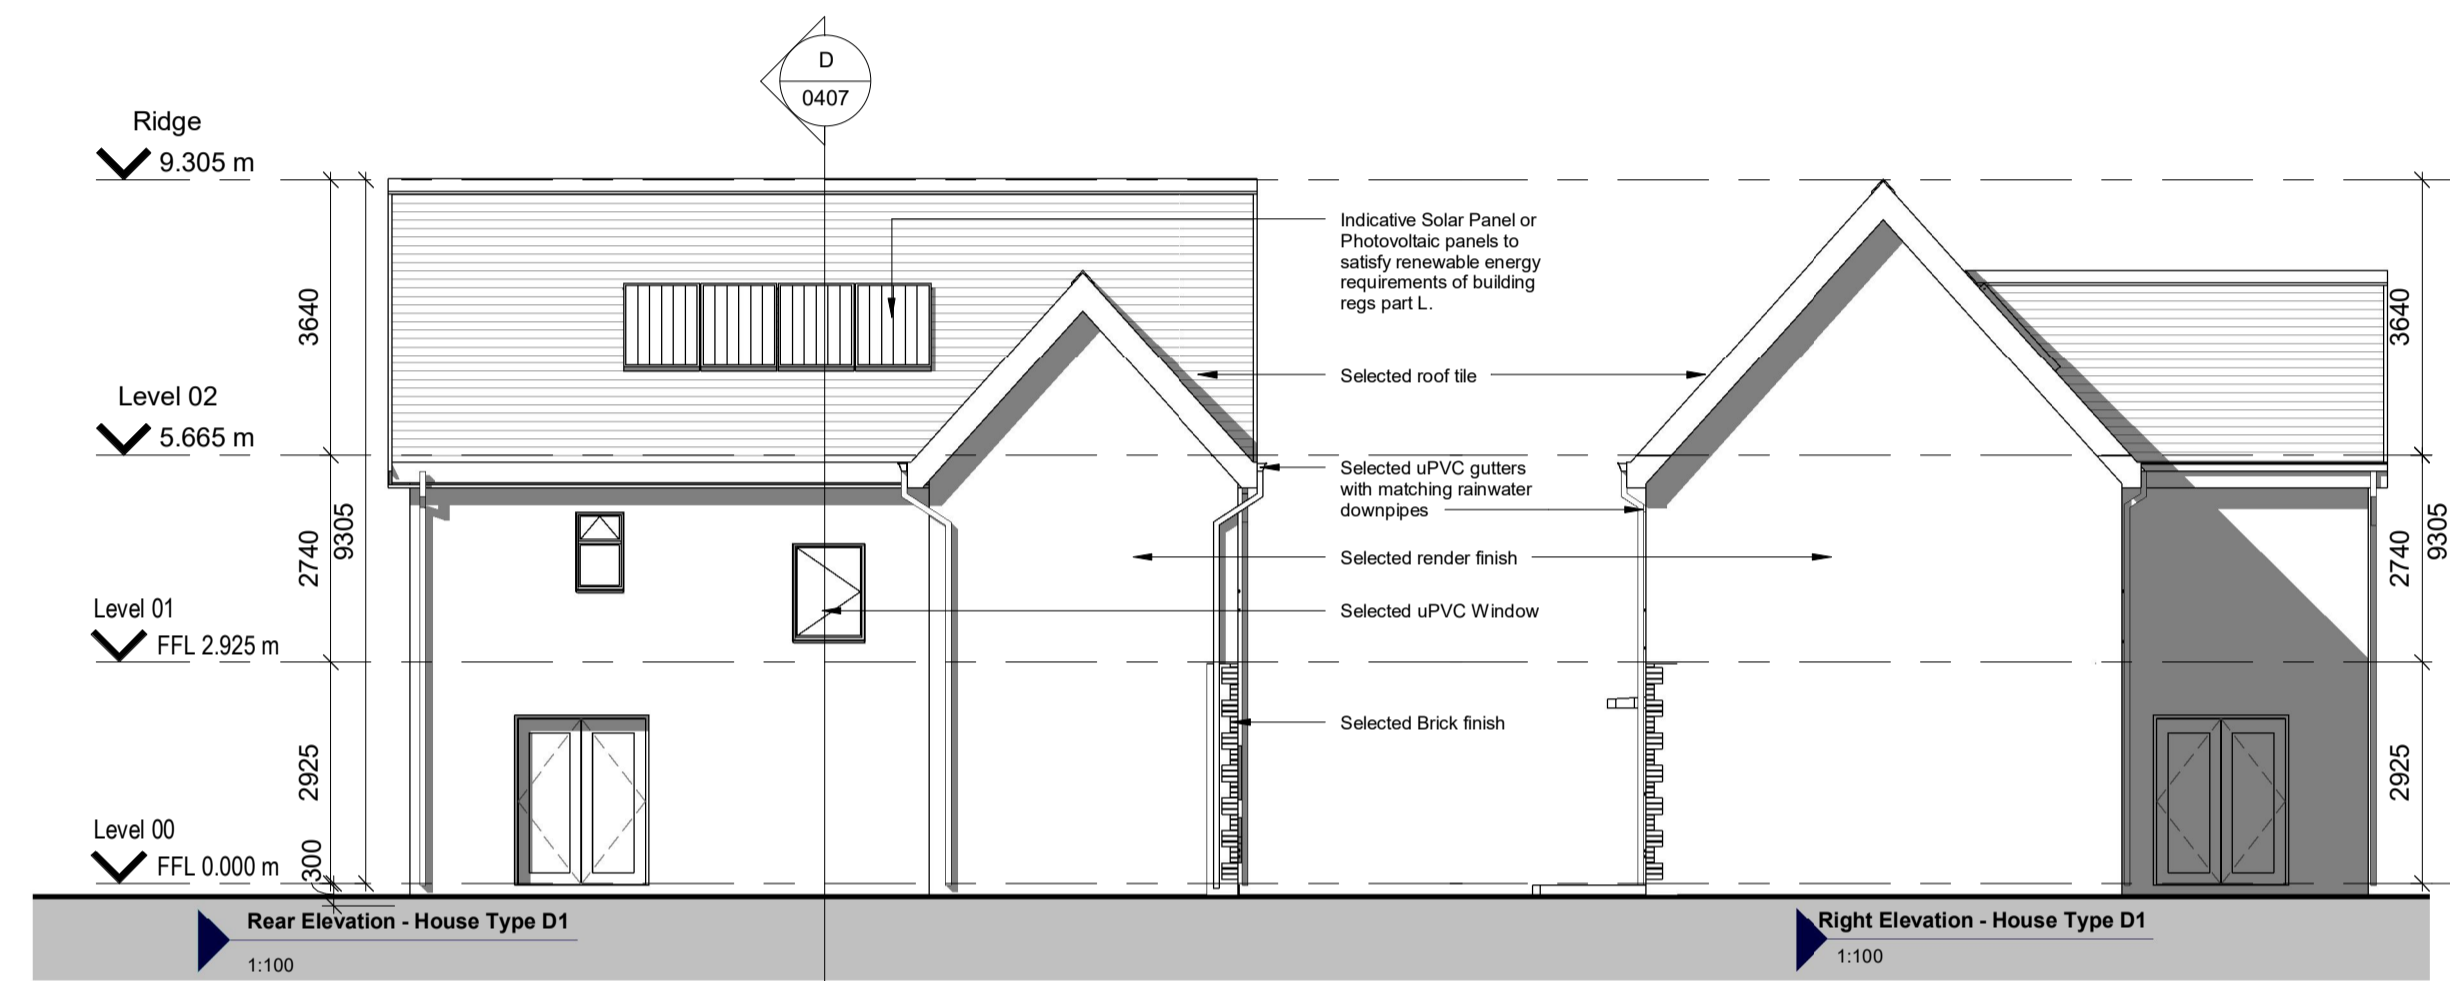 D
0407
Ridge
9.305 m
Level 02
5.665 m
Level 01
FFL 2.925 m
Level 00
FFL 0.000 m
3640
2740
2925
300
9305
Indicative Solar Panel or
Photovoltaic panels to
satisfy renewable energy
requirements of building
regs part L.
Selected roof tile
Selected uPVC gutters
with matching rainwater
downpipes
Selected render finish
Selected uPVC Window
Selected Brick finish
3640
2740
2925
9305
Rear Elevation - House Type D1
1:100
Right Elevation - House Type D1
1:100